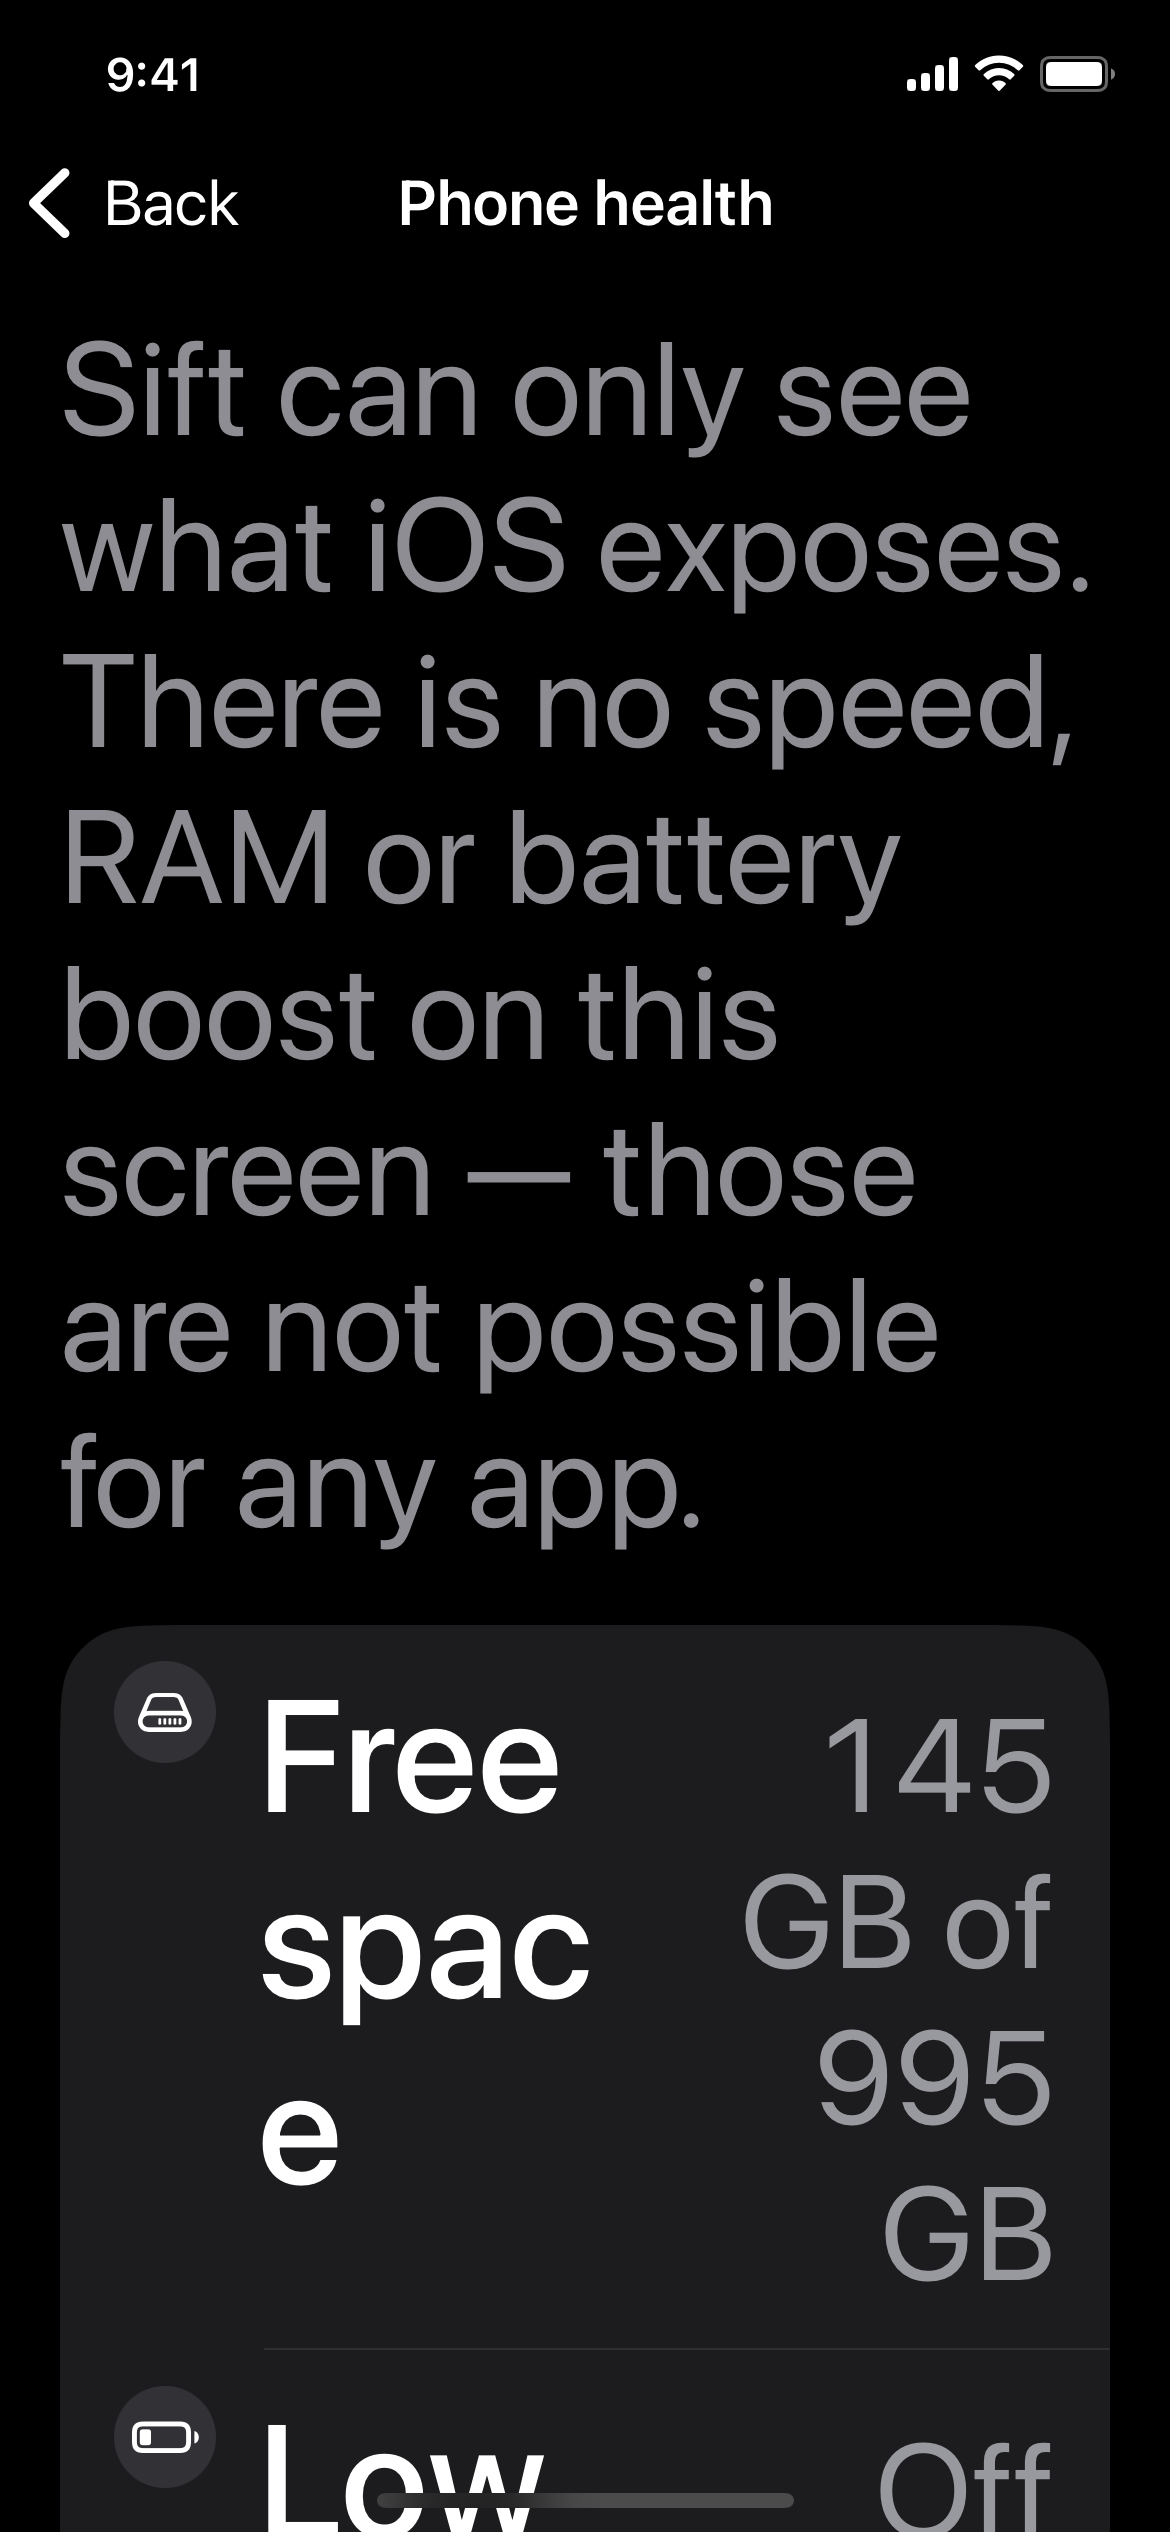 9:41
Back
Phone health
Sift can only see
what iOS exposes.
There is no speed,
RAM or battery
boost on this
screen — those
are not possible
for any app.
Free
spac
e
145
GB of
995
GB
Low
Off